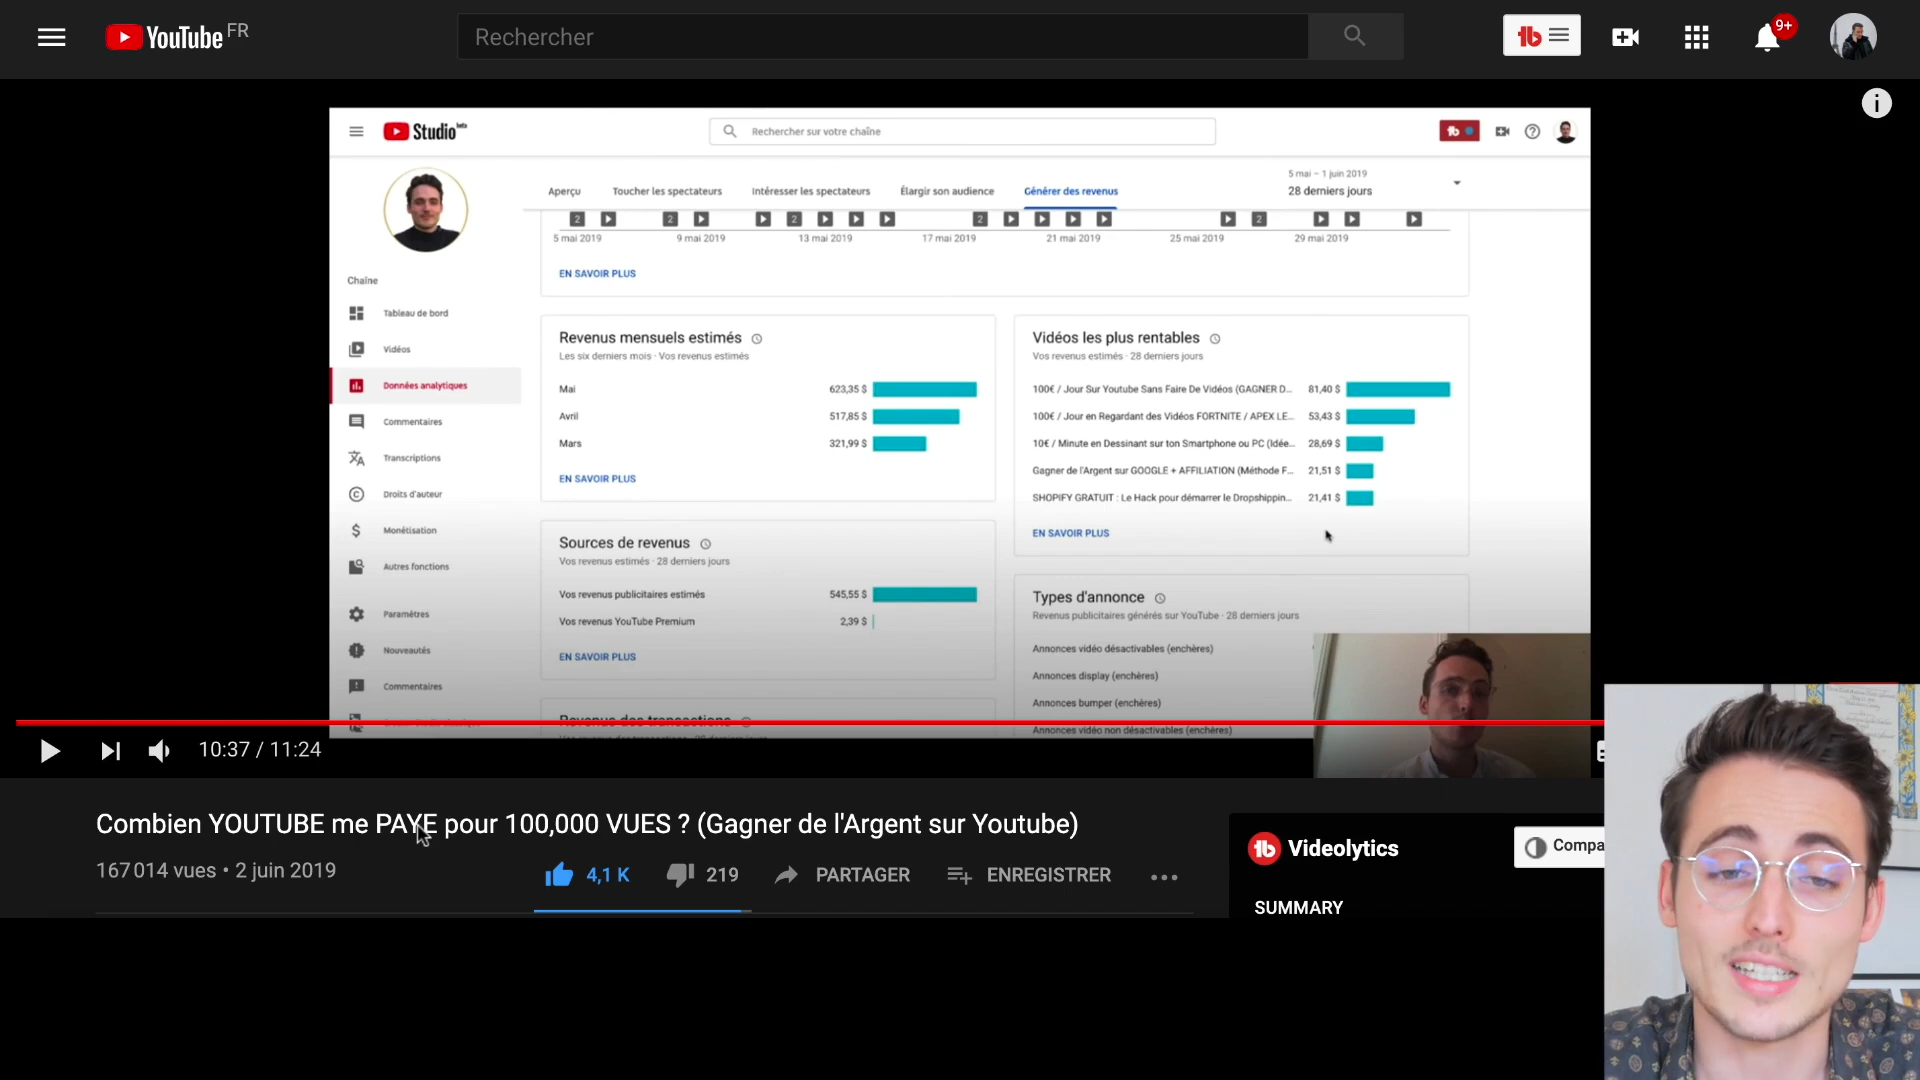 YouTube FR
Rechercher
9+
Studio beta
Rechercher sur votre chaîne
Aperçu
Toucher les spectateurs
Intéresser les spectateurs
Élargir son audience
Générer des revenus
5 mai – 1 juin 2019
28 derniers jours
2 2 2 2 2
5 mai 2019 9 mai 2019 13 mai 2019 17 mai 2019 21 mai 2019 25 mai 2019 29 mai 2019
EN SAVOIR PLUS
Chaîne
Tableau de bord
Vidéos
Données analytiques
Commentaires
Transcriptions
Droits d'auteur
Monétisation
Autres fonctions
Paramètres
Nouveautés
Commentaires
Revenus mensuels estimés
Les six derniers mois · Vos revenus estimés
Mai 623,35 $
Avril 517,85 $
Mars 321,99 $
EN SAVOIR PLUS
Vidéos les plus rentables
Vos revenus estimés · 28 derniers jours
100€ / Jour Sur Youtube Sans Faire De Vidéos (GAGNER D... 81,40 $
100€ / Jour en Regardant des Vidéos FORTNITE / APEX LE... 53,43 $
10€ / Minute en Dessinant sur ton Smartphone ou PC (Idée... 28,69 $
Gagner de l'Argent sur GOOGLE + AFFILIATION (Méthode F... 21,51 $
SHOPIFY GRATUIT : Le Hack pour démarrer le Dropshippin... 21,41 $
EN SAVOIR PLUS
Sources de revenus
Vos revenus estimés · 28 derniers jours
Vos revenus publicitaires estimés 545,55 $
Vos revenus YouTube Premium 2,39 $
EN SAVOIR PLUS
Types d'annonce
Revenus publicitaires générés sur YouTube · 28 derniers jours
Annonces vidéo désactivables (enchères)
Annonces display (enchères)
Annonces bumper (enchères)
Annonces vidéo non désactivables (enchères)
Revenus des transactions
10:37 / 11:24
Combien YOUTUBE me PAYE pour 100,000 VUES ? (Gagner de l'Argent sur Youtube)
167 014 vues • 2 juin 2019
4,1 K
219
PARTAGER
ENREGISTRER
Videolytics
Compa
SUMMARY